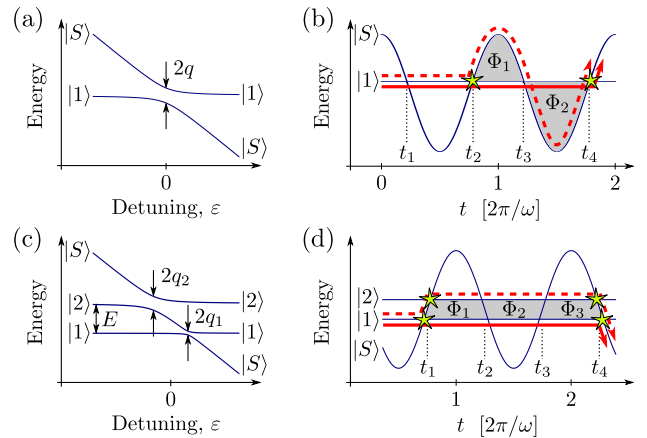 (a)
|S⟩
2q
|1⟩
|1⟩
|S⟩
Energy
0
Detuning, ε
(b)
|S⟩
Φ₁
|1⟩
Φ₂
t₁
t₂
t₃
t₄
Energy
0
1
2
t [2π/ω]
(c)
|S⟩
2q₂
|2⟩
|2⟩
E
2q₁
|1⟩
|1⟩
|S⟩
Energy
0
Detuning, ε
(d)
|2⟩
Φ₁
Φ₂
Φ₃
|1⟩
|S⟩
t₁
t₂
t₃
t₄
Energy
1
2
t [2π/ω]